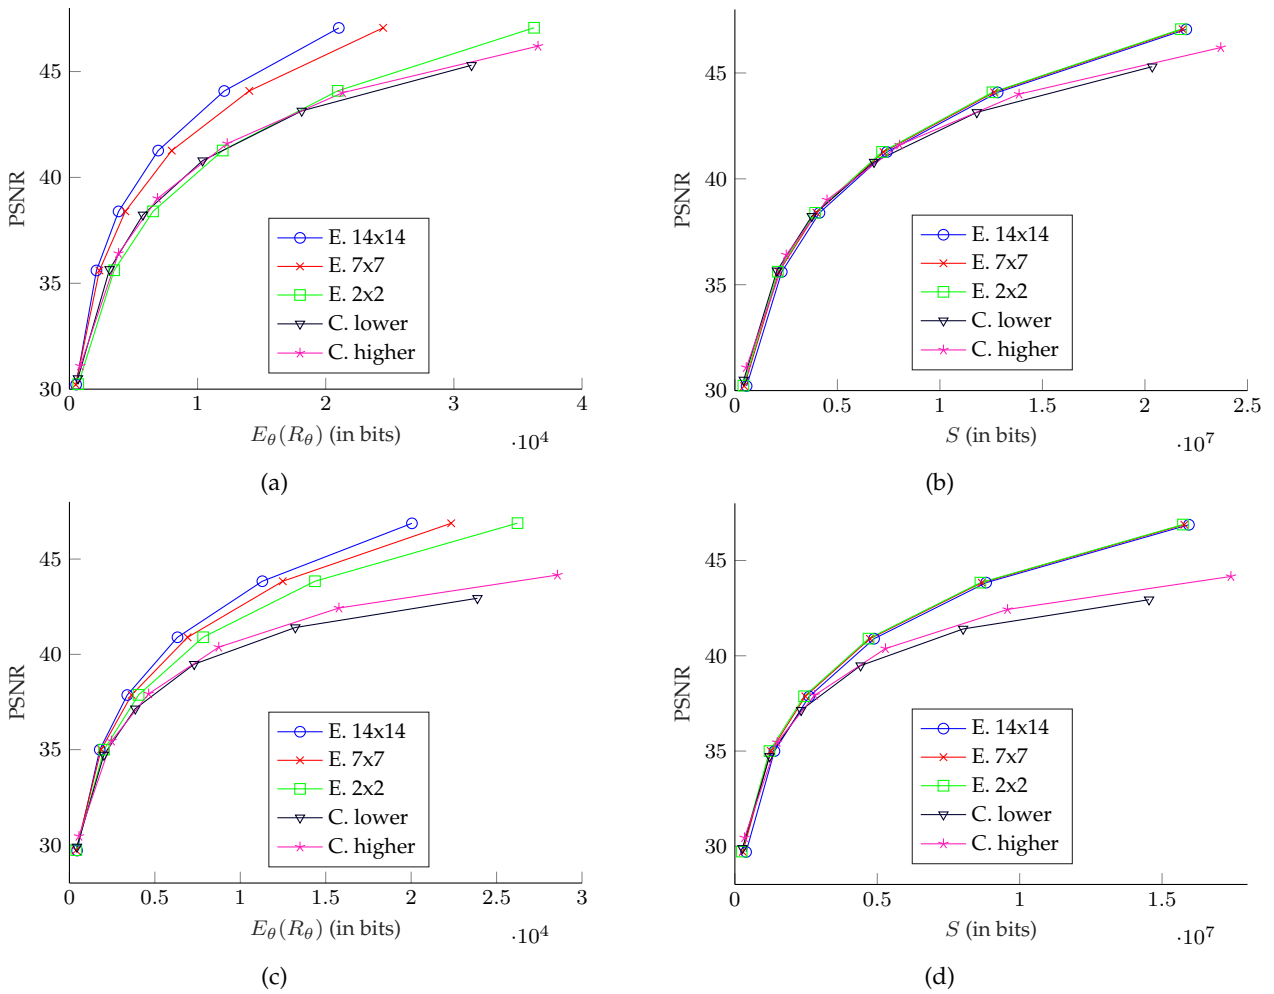 45
40
35
30
PSNR
0
1
2
3
4
E_θ(R_θ) (in bits)
·10^4
E. 14x14
E. 7x7
E. 2x2
C. lower
C. higher
(a)
45
40
35
30
PSNR
0
0.5
1
1.5
2
2.5
S (in bits)
·10^7
E. 14x14
E. 7x7
E. 2x2
C. lower
C. higher
(b)
45
40
35
30
PSNR
0
0.5
1
1.5
2
2.5
3
E_θ(R_θ) (in bits)
·10^4
E. 14x14
E. 7x7
E. 2x2
C. lower
C. higher
(c)
45
40
35
30
PSNR
0
0.5
1
1.5
S (in bits)
·10^7
E. 14x14
E. 7x7
E. 2x2
C. lower
C. higher
(d)